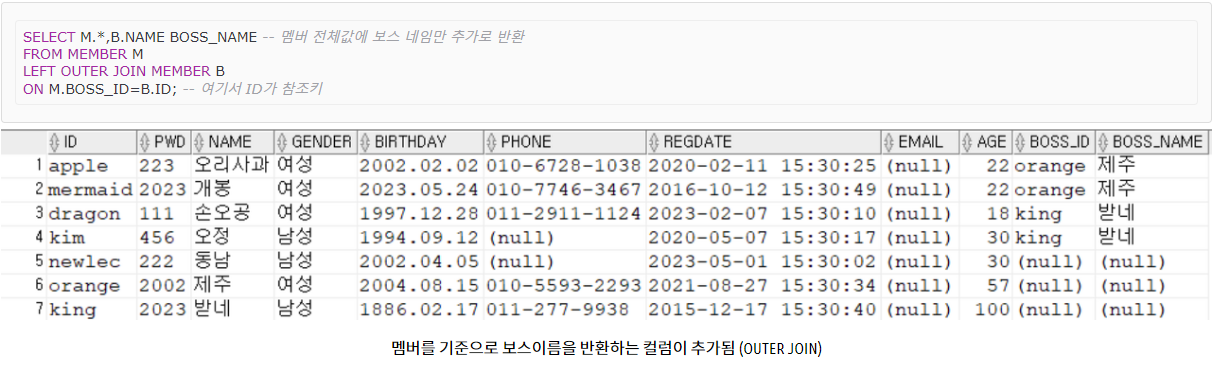 SELECT M.*,B.NAME BOSS_NAME -- 멤버 전체값에 보스 네임만 추가로 반환
FROM MEMBER M
LEFT OUTER JOIN MEMBER B
ON M.BOSS_ID=B.ID; -- 여기서 ID가 참조키
ID PWD NAME GENDER BIRTHDAY PHONE REGDATE EMAIL AGE BOSS_ID BOSS_NAME
1 apple 223 오리사과 여성 2002.02.02 010-6728-1038 2020-02-11 15:30:25 (null) 22 orange 제주
2 mermaid 2023 개봉 여성 2023.05.24 010-7746-3467 2016-10-12 15:30:49 (null) 22 orange 제주
3 dragon 111 손오공 여성 1997.12.28 011-2911-1124 2023-02-07 15:30:10 (null) 18 king 받네
4 kim 456 오정 남성 1994.09.12 (null) 2020-05-07 15:30:17 (null) 30 king 받네
5 newlec 222 동남 남성 2002.04.05 (null) 2023-05-01 15:30:02 (null) 30 (null) (null)
6 orange 2002 제주 남성 2004.08.15 010-5593-2293 2021-08-27 15:30:34 (null) 57 (null) (null)
7 king 2023 받네 남성 1886.02.17 011-277-9938 2015-12-17 15:30:40 (null) 100 (null) (null)
멤버를 기준으로 보스이름을 반환하는 컬럼이 추가됨 (OUTER JOIN)